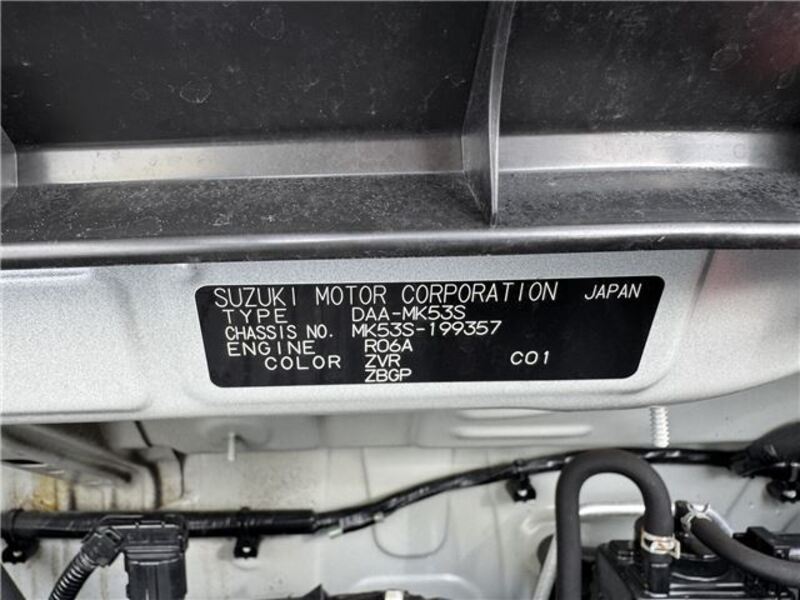 SUZUKI MOTOR CORPORATION JAPAN
TYPE DAA-MK53S
CHASSIS NO. MK53S-199357
ENGINE R06A
COLOR ZVR C01
ZBGP